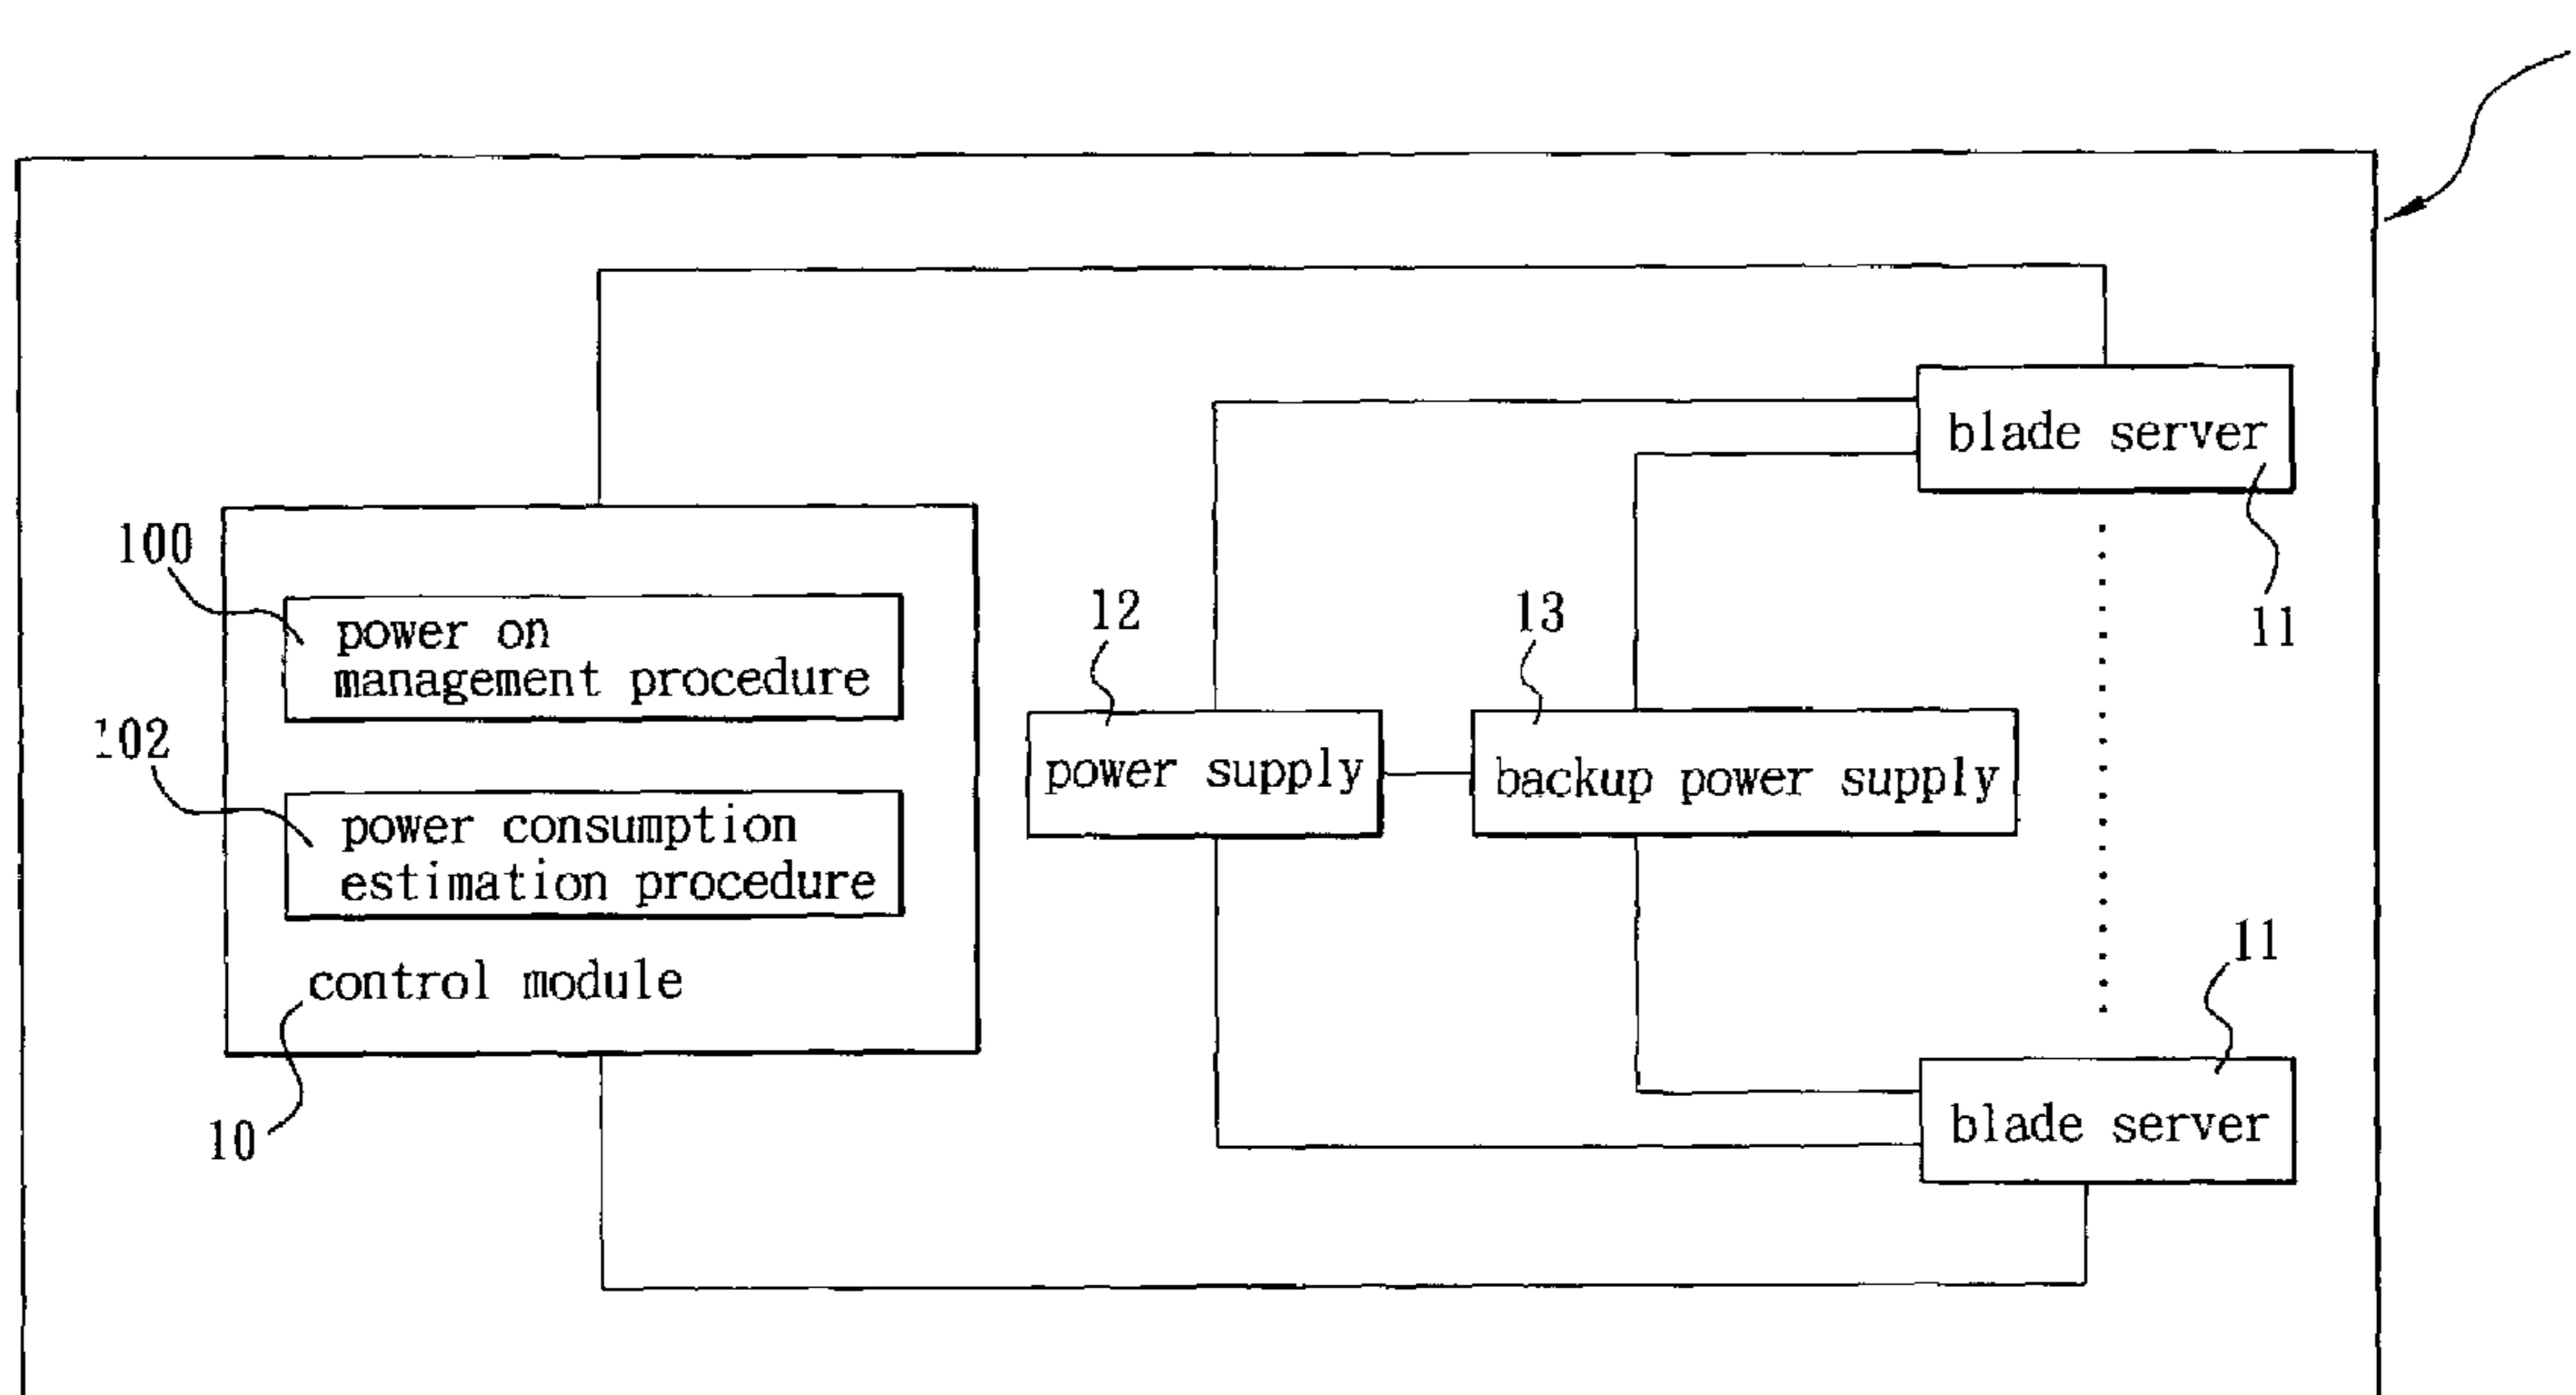 blade server
100
11
power on
management procedure
12
13
102
power supply
backup power supply
power consumption
estimation procedure
11
control module
blade server
10